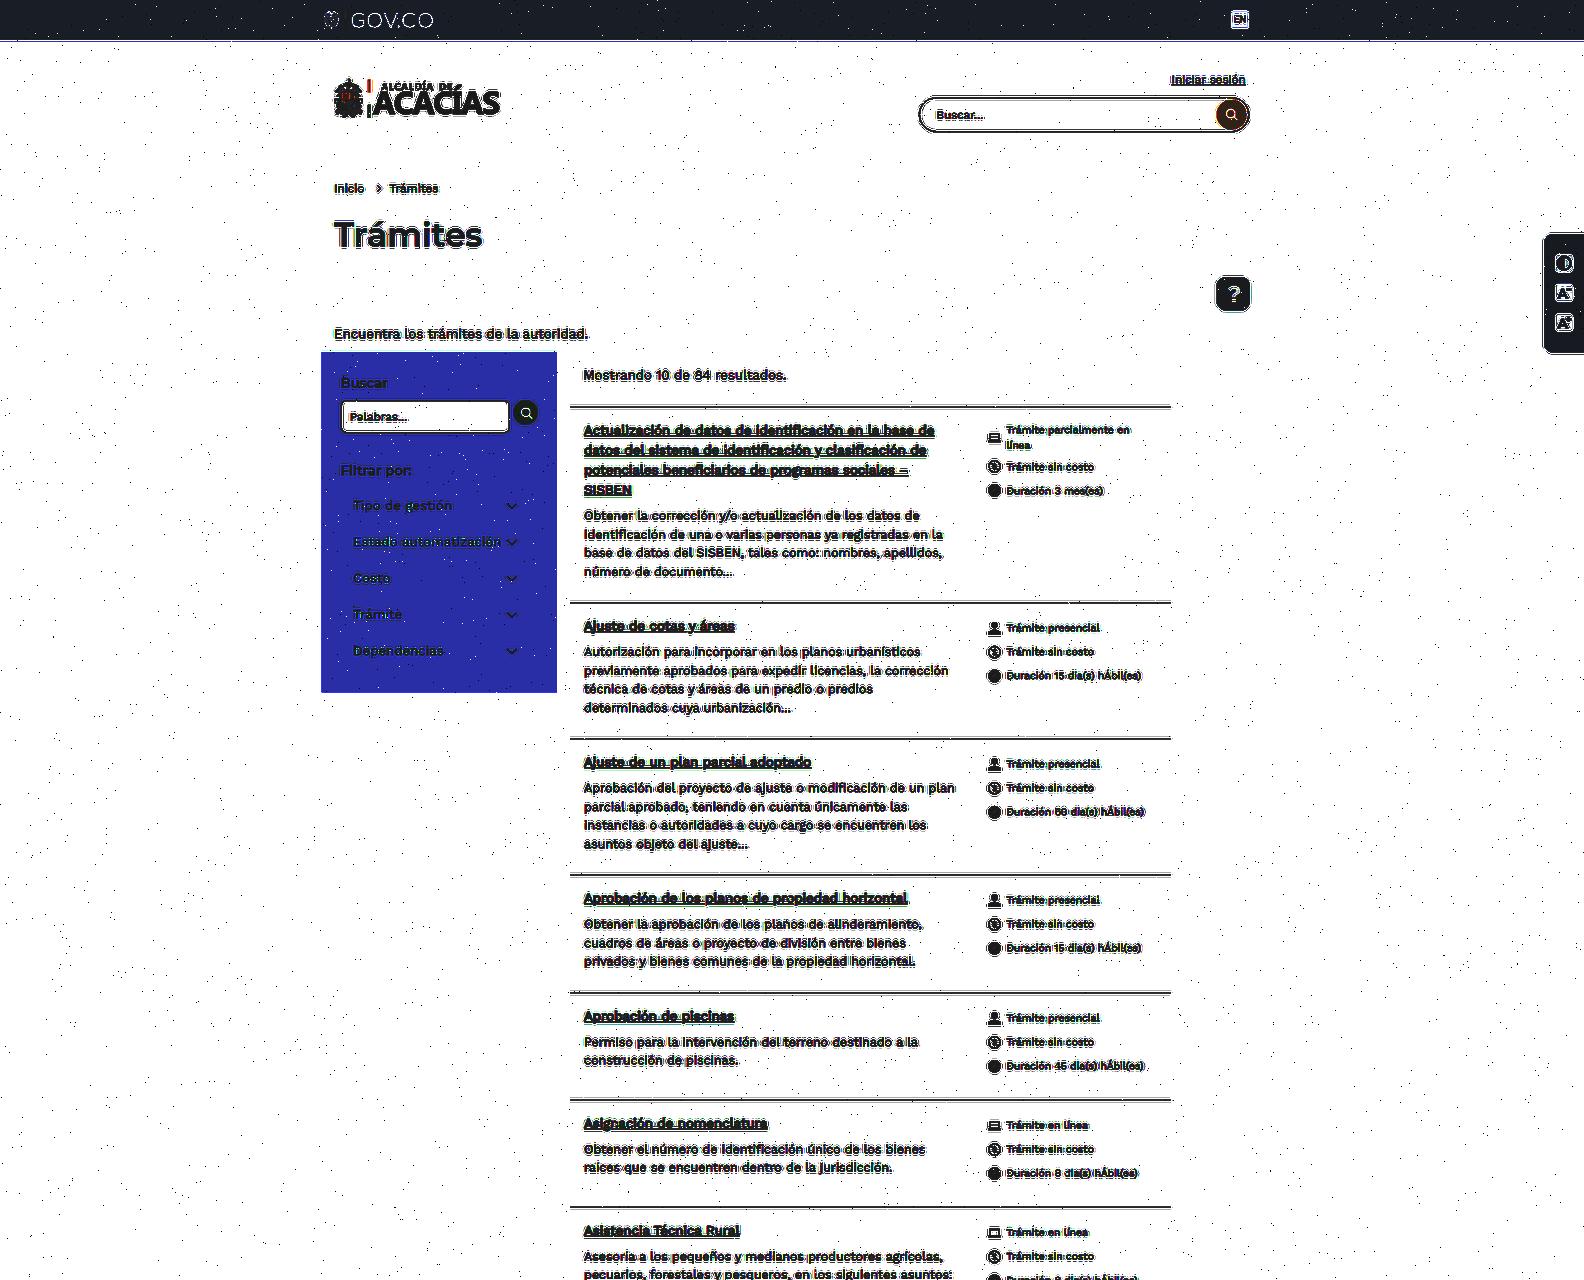 GOV.CO
EN
ALCALDÍA DE
ACACÍAS
Iniciar sesión
Buscar...
Inicio
Trámites
Trámites
?
Encuentra los trámites de la autoridad.
Buscar
Palabras...
Filtrar por:
Tipo de gestión
Estado automatización
Costo
Trámite
Dependencias
Mostrando 10 de 84 resultados.
Actualización de datos de identificación en la base de
datos del sistema de identificación y clasificación de
potenciales beneficiarios de programas sociales –
SISBEN
Obtener la corrección y/o actualización de los datos de
identificación de una o varias personas ya registradas en la
base de datos del SISBEN, tales como: nombres, apellidos,
número de documento...
Trámite parcialmente en
línea
Trámite sin costo
Duración 3 mes(es)
Ajuste de cotas y áreas
Autorización para incorporar en los planos urbanísticos
previamente aprobados para expedir licencias, la corrección
técnica de cotas y áreas de un predio o predios
determinados cuya urbanización...
Trámite presencial
Trámite sin costo
Duración 15 dia(s) hÁbil(es)
Ajuste de un plan parcial adoptado
Aprobación del proyecto de ajuste o modificación de un plan
parcial aprobado, teniendo en cuenta únicamente las
instancias o autoridades a cuyo cargo se encuentren los
asuntos objeto del ajuste...
Trámite presencial
Trámite sin costo
Duración dia(s) hÁbil(es)
Aprobación de los planos de propiedad horizontal
Obtener la aprobación de los planos de alinderamiento,
cuadros de áreas o proyecto de división entre bienes
privados y bienes comunes de la propiedad horizontal.
Trámite presencial
Trámite sin costo
Duración 15 dia(s) hÁbil(es)
Aprobación de piscinas
Permiso para la intervención del terreno destinado a la
construcción de piscinas.
Trámite presencial
Trámite sin costo
Duración 45 dia(s) hÁbil(es)
Asignación de nomenclatura
Obtener el número de identificación único de los bienes
raíces que se encuentren dentro de la jurisdicción.
Trámite en línea
Trámite sin costo
Duración dia(s) hÁbil(es)
Asistencia Técnica Rural
Asesoría a los pequeños y medianos productores agrícolas,
pecuarios, forestales y pesqueros, en los siguientes asuntos:
Trámite en línea
Trámite sin costo